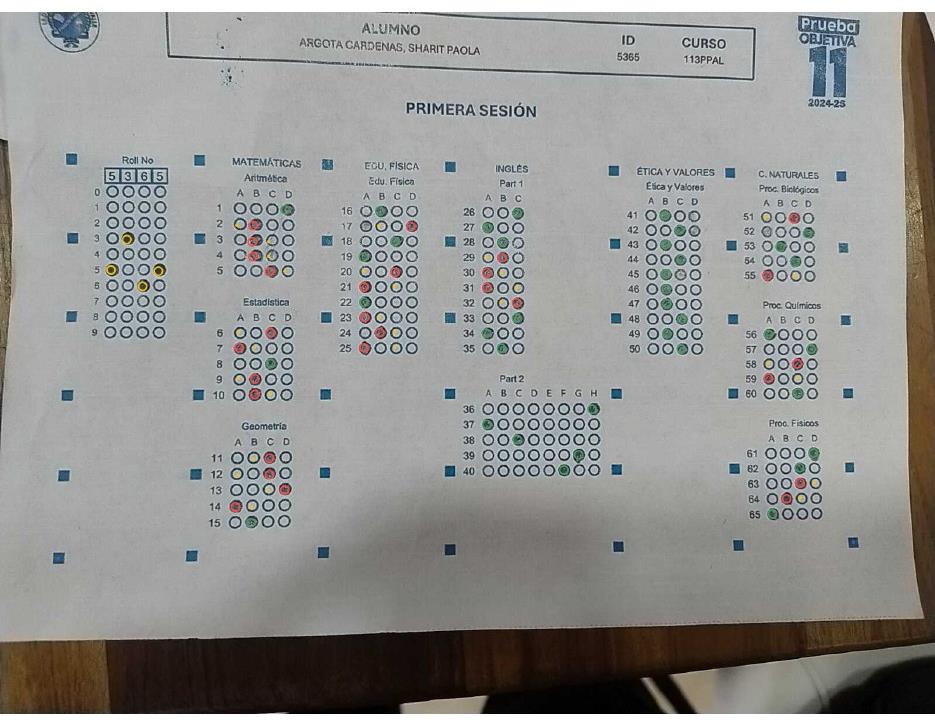 ALUMNO
ARGOTA CARDENAS, SHARIT PAOLA
ID
5365
CURSO
113PPAL
Prueba
OBJETIVA
11
2024-25
PRIMERA SESIÓN
Roll No
5 3 6 5
0
1
2
3
4
5
6
7
8
9
MATEMÁTICAS
Aritmética
A B C D
1
2
3
4
5
Estadística
A B C D
6
7
8
9
10
Geometría
A B C D
11
12
13
14
15
EDU. FÍSICA
Edu. Física
A B C D
16
17
18
19
20
21
22
23
24
25
INGLÉS
Part 1
A B C
26
27
28
29
30
31
32
33
34
35
Part 2
A B C D E F G H
36
37
38
39
40
ÉTICA Y VALORES
Ética y Valores
A B C D
41
42
43
44
45
46
47
48
49
50
C. NATURALES
Proc. Biológicos
A B C D
51
52
53
54
55
Proc. Químicos
A B C D
56
57
58
59
60
Proc. Físicos
A B C D
61
62
63
64
65